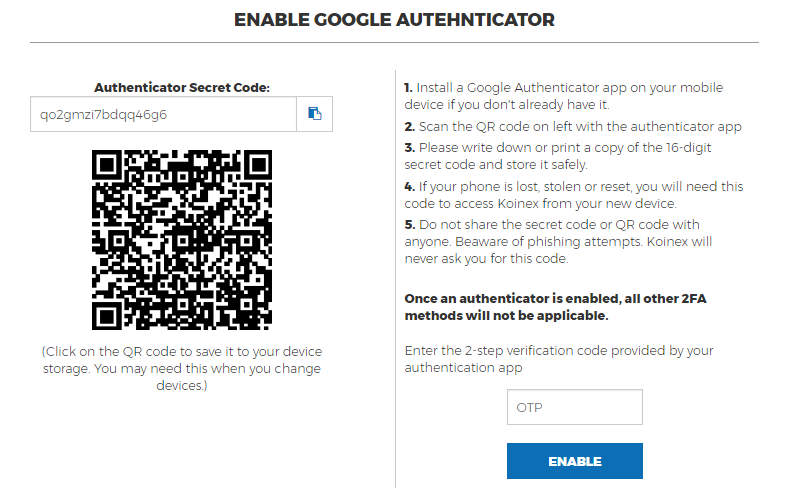 ENABLE GOOGLE AUTEHNTICATOR
Authenticator Secret Code:
qo2gmzi7bdqq46g6
(Click on the QR code to save it to your device
storage. You may need this when you change
devices.)
1. Install a Google Authenticator app on your mobile
device if you don't already have it.
2. Scan the QR code on left with the authenticator app
3. Please write down or print a copy of the 16-digit
secret code and store it safely.
4. If your phone is lost, stolen or reset, you will need this
code to access Koinex from your new device.
5. Do not share the secret code or QR code with
anyone. Beaware of phishing attempts. Koinex will
never ask you for this code.
Once an authenticator is enabled, all other 2FA
methods will not be applicable.
Enter the 2-step verification code provided by your
authentication app
OTP
ENABLE